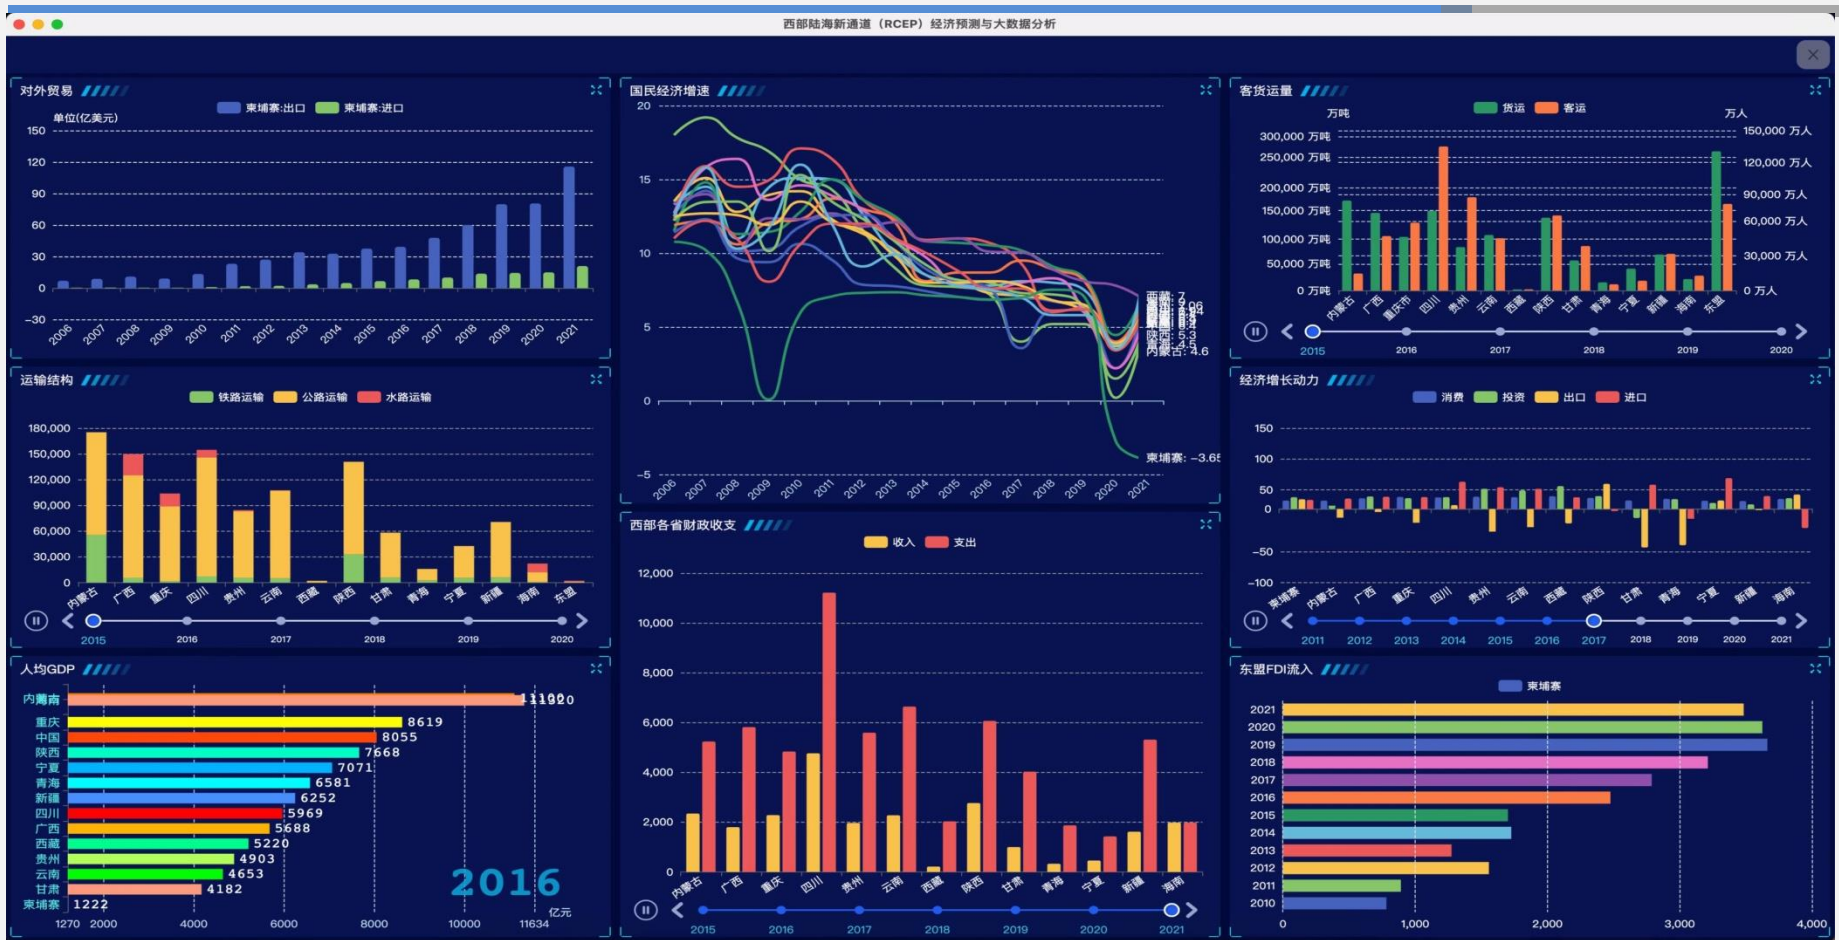 西部陆海新通道（RCEP）经济预测与大数据分析
对外贸易
柬埔寨:出口 柬埔寨:进口
单位(亿美元)
150
120
90
60
30
0
−30
2006 2007 2008 2009 2010 2011 2012 2013 2014 2015 2016 2017 2018 2019 2020 2021
运输结构
铁路运输 公路运输 水路运输
180,000
150,000
120,000
90,000
60,000
30,000
0
内蒙古 广西 重庆 四川 贵州 云南 西藏 陕西 甘肃 青海 宁夏 新疆 海南 东盟
2015 2016 2017 2018 2019 2020
人均GDP
重庆 8619
中国 8055
陕西 7668
宁夏 7071
青海 6581
新疆 6252
四川 5969
广西 5688
西藏 5220
贵州 4903
云南 4653
甘肃 4182
柬埔寨 1222
2016
亿元
1270 2000 4000 6000 8000 10000 11634
国民经济增速
20
15
10
5
0
−5
西藏: 7
陕西: 5.3
青海: 4.5
内蒙古: 4.6
柬埔寨: −3.65
2006 2007 2008 2009 2010 2011 2012 2013 2014 2015 2016 2017 2018 2019 2020 2021
西部各省财政收支
收入 支出
12,000
10,000
8,000
6,000
4,000
2,000
0
内蒙古 广西 重庆 四川 贵州 云南 西藏 陕西 甘肃 青海 宁夏 新疆 海南
2015 2016 2017 2018 2019 2020 2021
客货运量
货运 客运
万吨 万人
300,000 万吨 150,000 万人
250,000 万吨 120,000 万人
200,000 万吨 90,000 万人
150,000 万吨 60,000 万人
100,000 万吨 30,000 万人
50,000 万吨
0 万吨 0 万人
内蒙古 广西 重庆市 四川 贵州 云南 西藏 陕西 甘肃 青海 宁夏 新疆 海南 东盟
2015 2016 2017 2018 2019 2020
经济增长动力
消费 投资 出口 进口
150
100
50
0
−50
−100
柬埔寨 内蒙古 广西 重庆 四川 贵州 云南 西藏 陕西 甘肃 青海 宁夏 新疆 海南
2011 2012 2013 2014 2015 2016 2017 2018 2019 2020 2021
东盟FDI流入
柬埔寨
2021
2020
2019
2018
2017
2016
2015
2014
2013
2012
2011
2010
0 1,000 2,000 3,000 4,000